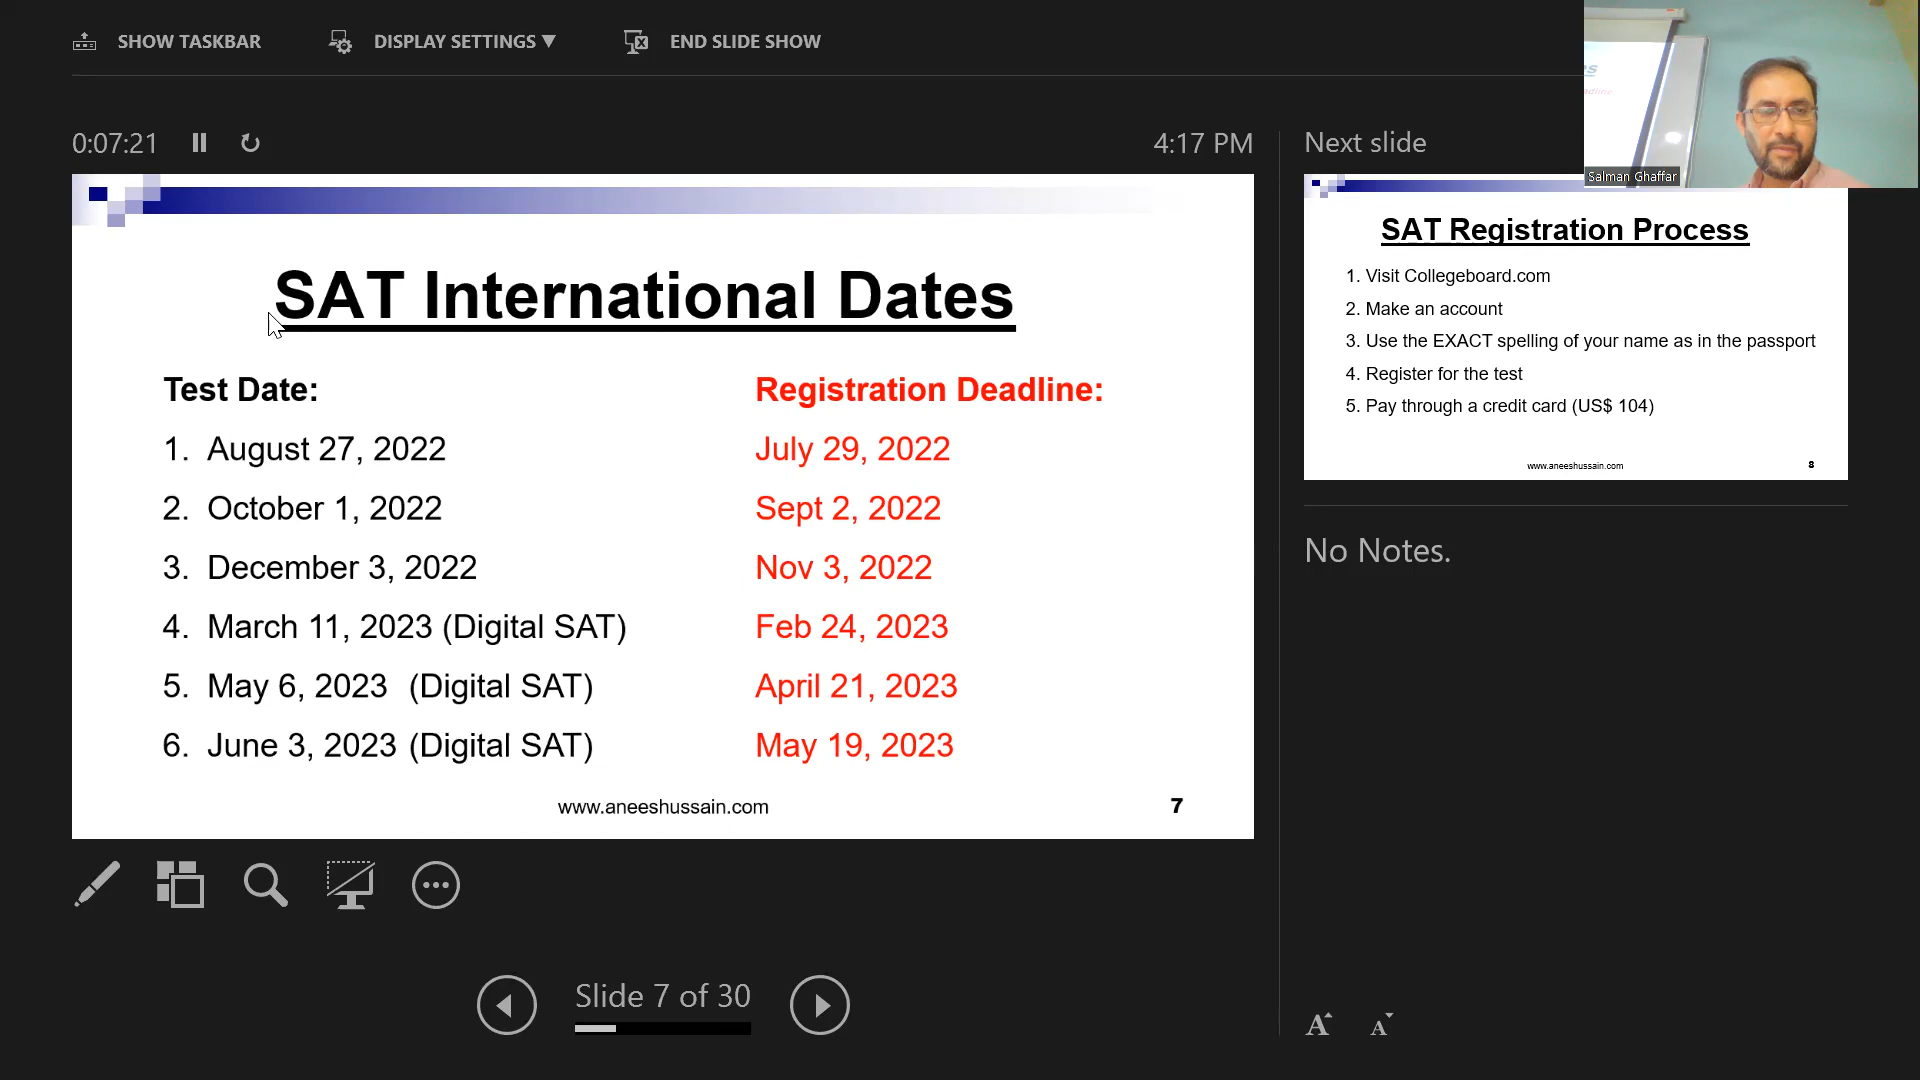 SHOW TASKBAR
DISPLAY SETTINGS ▼
END SLIDE SHOW
0:07:21
4:17 PM
SAT International Dates
Test Date: Registration Deadline:
1. August 27, 2022 July 29, 2022
2. October 1, 2022 Sept 2, 2022
3. December 3, 2022 Nov 3, 2022
4. March 11, 2023 (Digital SAT) Feb 24, 2023
5. May 6, 2023 (Digital SAT) April 21, 2023
6. June 3, 2023 (Digital SAT) May 19, 2023
www.aneeshussain.com 7
Slide 7 of 30
Next slide
Salman Ghaffar
SAT Registration Process
1. Visit Collegeboard.com
2. Make an account
3. Use the EXACT spelling of your name as in the passport
4. Register for the test
5. Pay through a credit card (US$ 104)
www.aneeshussain.com 8
No Notes.
A A